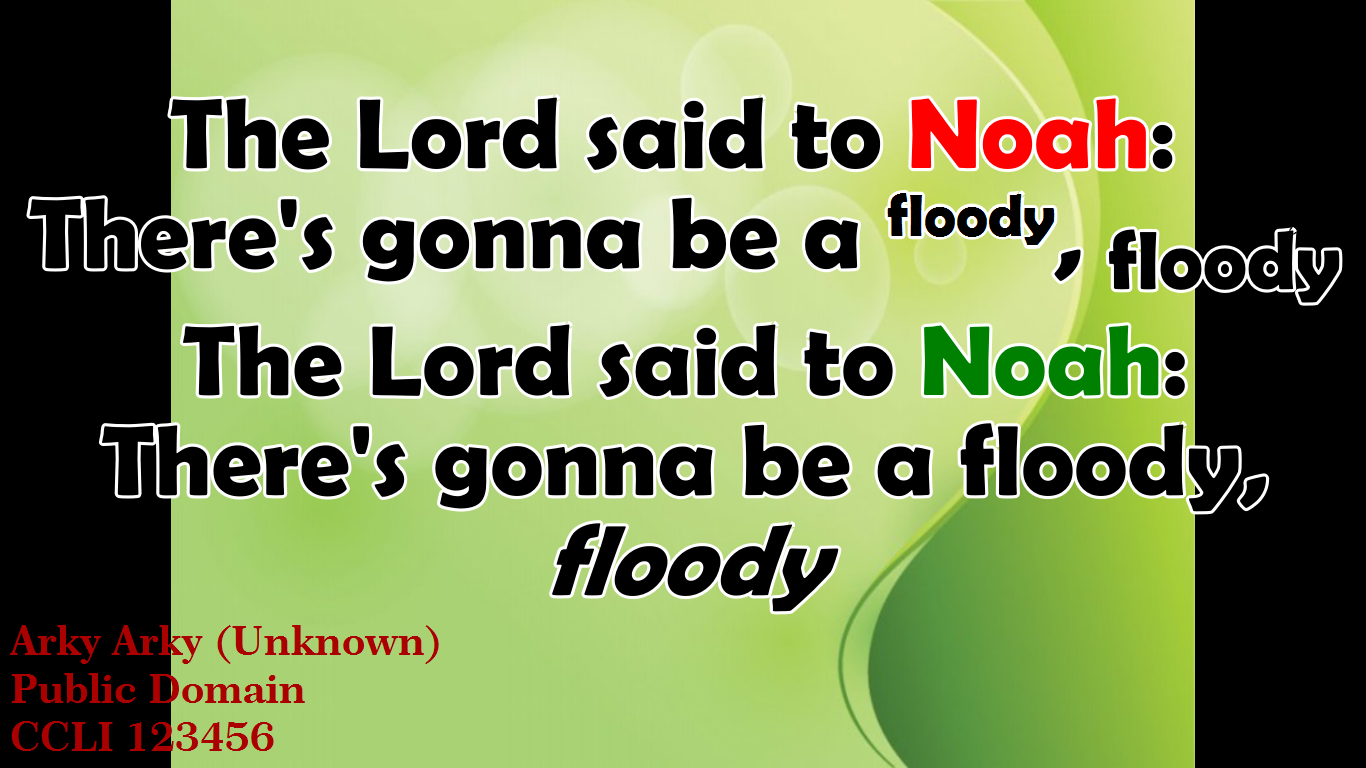 The Lord said to Noah:
There's gonna be a floody, floody
The Lord said to Noah:
There's gonna be a floody,
floody
Arky Arky (Unknown)
Public Domain
CCLI 123456